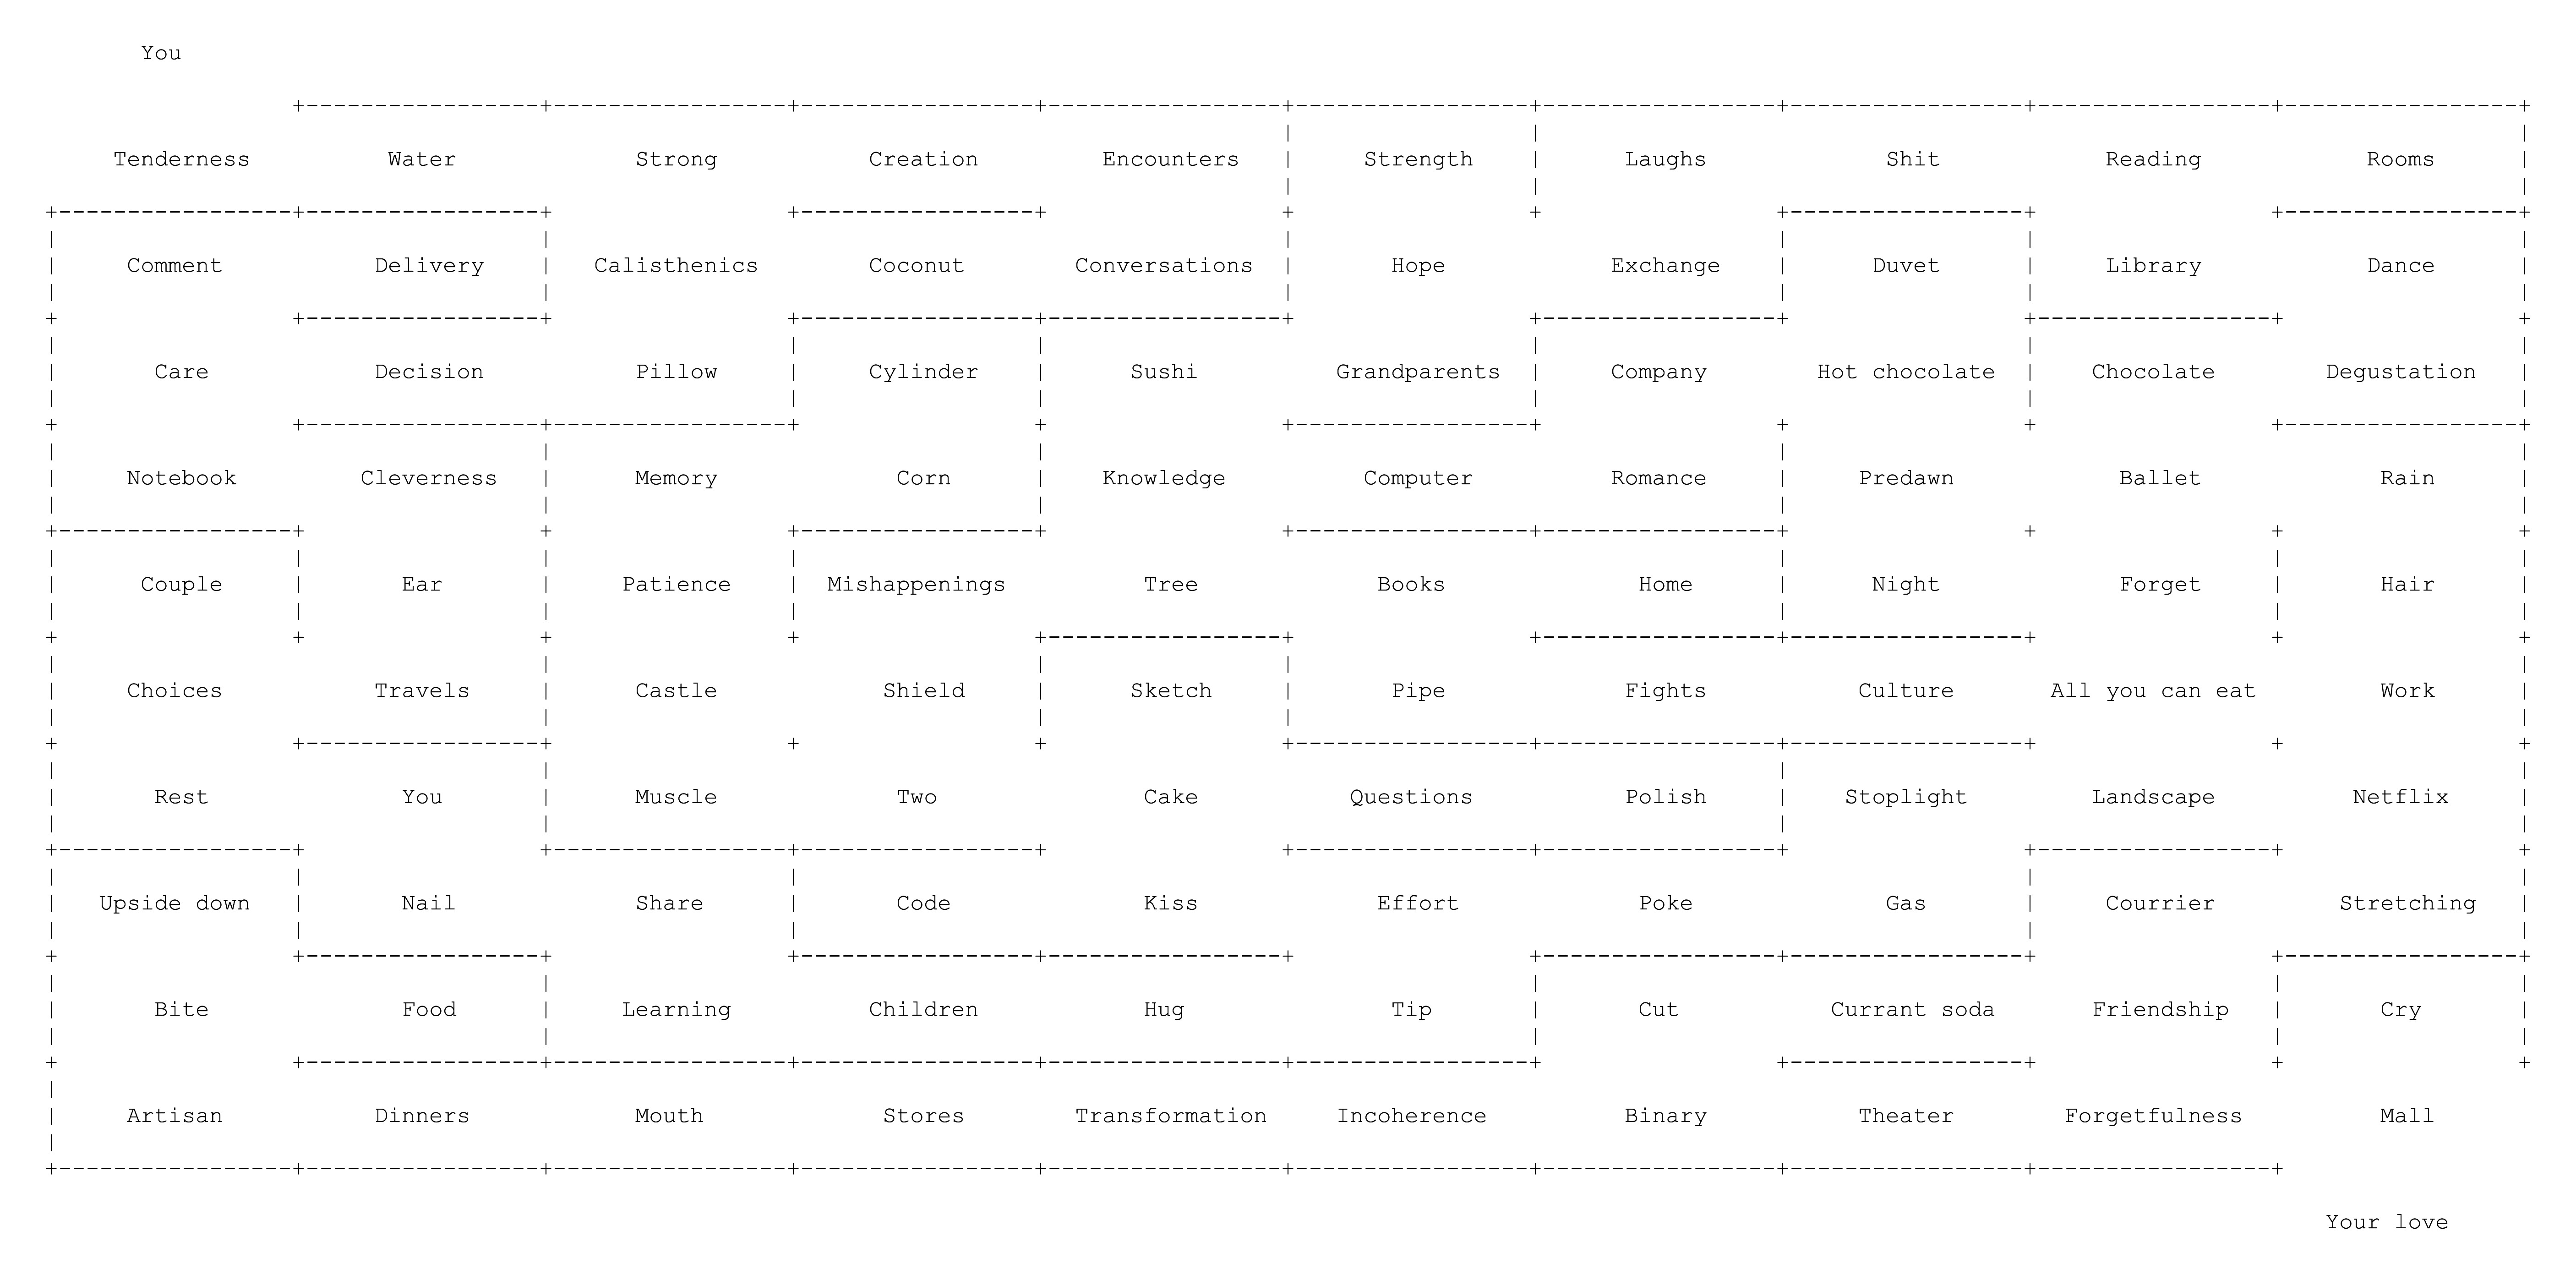 You
Tenderness Water Strong Creation Encounters Strength Laughs Shit Reading Rooms
Comment Delivery Calisthenics Coconut Conversations Hope Exchange Duvet Library Dance
Care Decision Pillow Cylinder Sushi Grandparents Company Hot chocolate Chocolate Degustation
Notebook Cleverness Memory Corn Knowledge Computer Romance Predawn Ballet Rain
Couple Ear Patience Mishappenings Tree Books Home Night Forget Hair
Choices Travels Castle Shield Sketch Pipe Fights Culture All you can eat Work
Rest You Muscle Two Cake Questions Polish Stoplight Landscape Netflix
Upside down Nail Share Code Kiss Effort Poke Gas Courrier Stretching
Bite Food Learning Children Hug Tip Cut Currant soda Friendship Cry
Artisan Dinners Mouth Stores Transformation Incoherence Binary Theater Forgetfulness Mall
Your love